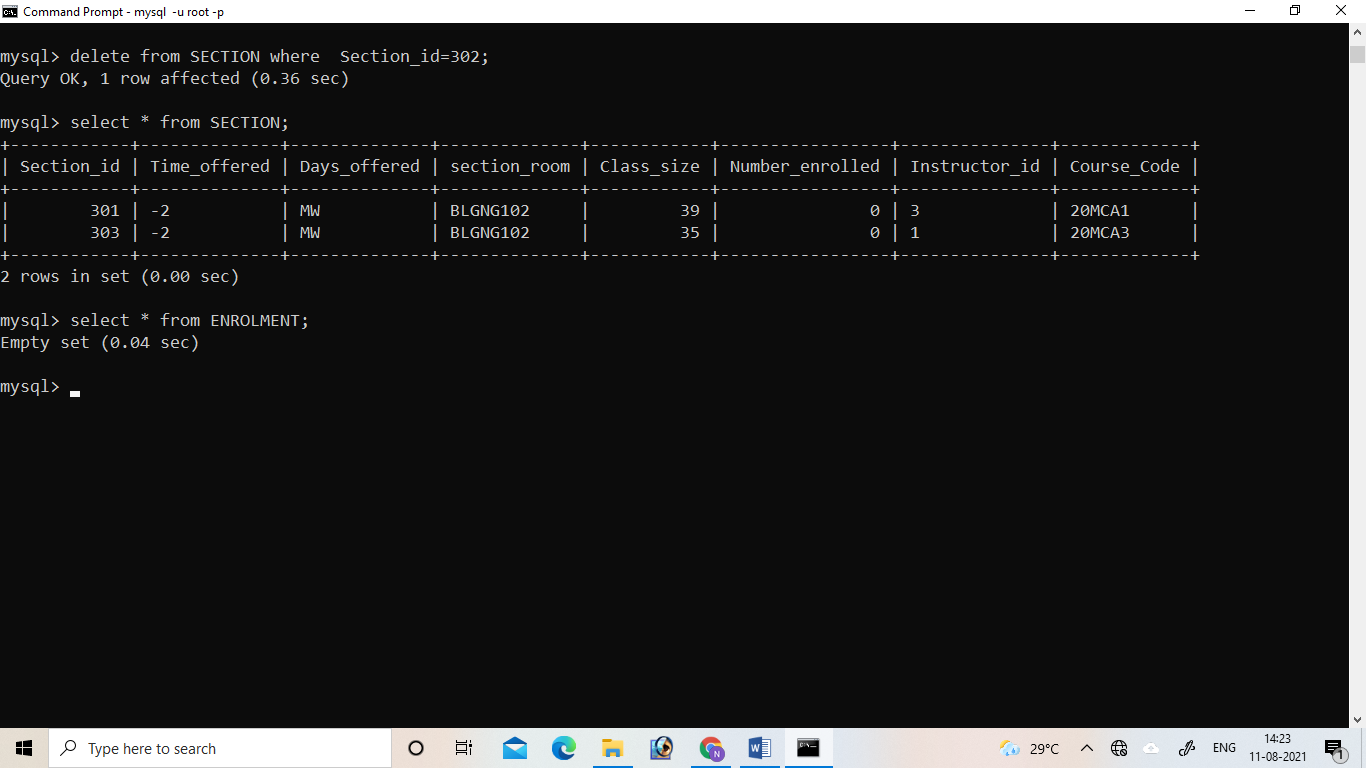 Command Prompt - mysql -u root -p
mysql> delete from SECTION where  Section_id=302;
Query OK, 1 row affected (0.36 sec)
mysql> select * from SECTION;
+------------+--------------+--------------+--------------+------------+-----------------+---------------+-------------+
| Section_id | Time_offered | Days_offered | section_room | Class_size | Number_enrolled | Instructor_id | Course_Code |
+------------+--------------+--------------+--------------+------------+-----------------+---------------+-------------+
|        301 | -2           | MW           | BLGNG102     |         39 |               0 | 3             | 20MCA1      |
|        303 | -2           | MW           | BLGNG102     |         35 |               0 | 1             | 20MCA3      |
+------------+--------------+--------------+--------------+------------+-----------------+---------------+-------------+
2 rows in set (0.00 sec)
mysql> select * from ENROLMENT;
Empty set (0.04 sec)
mysql>
Type here to search
29°C
ENG
14:23
11-08-2021
1